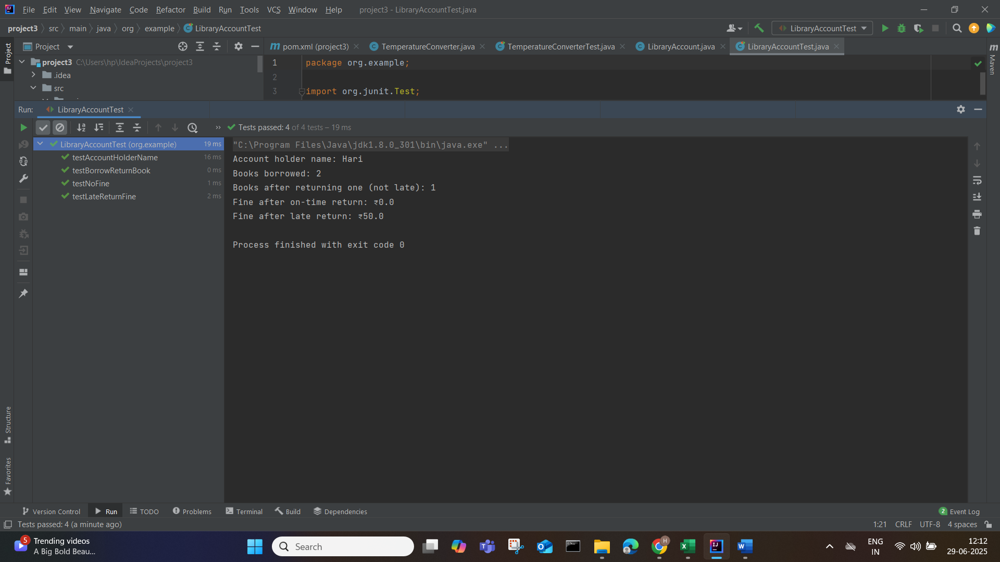 File Edit View Navigate Code Refactor Build Run Tools VCS Window Help project3 - LibraryAccountTest.java
project3 src main java org example LibraryAccountTest LibraryAccountTest
Project pom.xml (project3) TemperatureConverter.java TemperatureConverterTest.java LibraryAccount.java LibraryAccountTest.java
Project
Maven
project3 C:\Users\hp\IdeaProjects\project3
.idea
src
1 package org.example;
2
3 import org.junit.Test;
Run: LibraryAccountTest
Tests passed: 4 of 4 tests – 19 ms
LibraryAccountTest (org.example) 19 ms
testAccountHolderName 16 ms
testBorrowReturnBook 0 ms
testNoFine 1 ms
testLateReturnFine 2 ms
"C:\Program Files\Java\jdk1.8.0_301\bin\java.exe" ...
Account holder name: Hari
Books borrowed: 2
Books after returning one (not late): 1
Fine after on-time return: ₹0.0
Fine after late return: ₹50.0
Process finished with exit code 0
Structure
Favorites
Version Control Run TODO Problems Terminal Build Dependencies 2 Event Log
Tests passed: 4 (a minute ago) 1:21 CRLF UTF-8 4 spaces
5 Trending videos
A Big Bold Beau...
Search
ENG
IN
12:12
29-06-2025